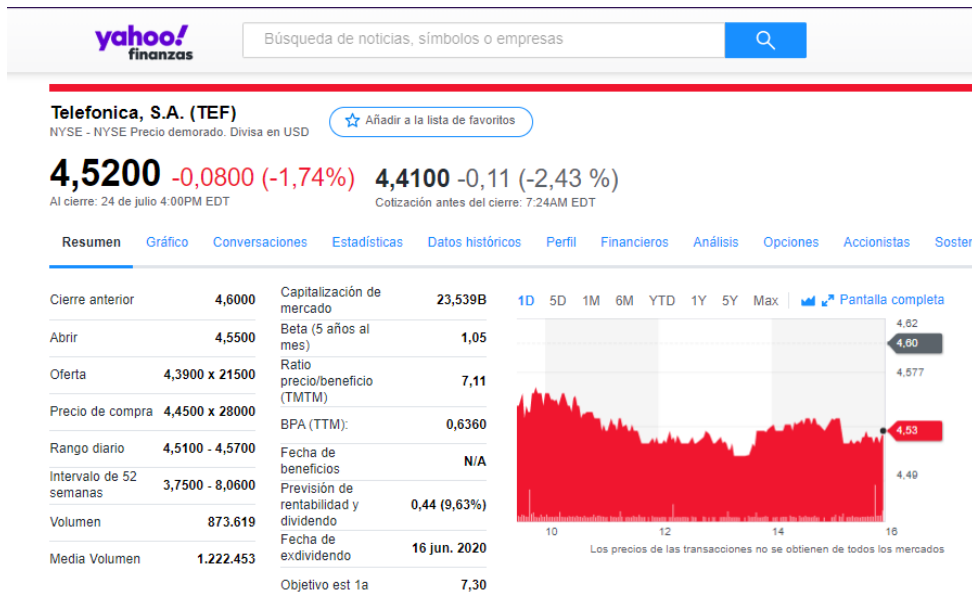 yahoo!
finanzas
Búsqueda de noticias, símbolos o empresas
Telefonica, S.A. (TEF)
NYSE - NYSE Precio demorado. Divisa en USD
Añadir a la lista de favoritos
4,5200 -0,0800 (-1,74%) 4,4100 -0,11 (-2,43 %)
Al cierre: 24 de julio 4:00PM EDT Cotización antes del cierre: 7:24AM EDT
Resumen Gráfico Conversaciones Estadísticas Datos históricos Perfil Financieros Análisis Opciones Accionistas Soster
Cierre anterior 4,6000
Abrir 4,5500
Oferta 4,3900 x 21500
Precio de compra 4,4500 x 28000
Rango diario 4,5100 - 4,5700
Intervalo de 52
semanas 3,7500 - 8,0600
Volumen 873.619
Media Volumen 1.222.453
Capitalización de
mercado 23,539B
Beta (5 años al
mes) 1,05
Ratio
precio/beneficio
(TMTM) 7,11
BPA (TTM): 0,6360
Fecha de
beneficios N/A
Previsión de
rentabilidad y
dividendo 0,44 (9,63%)
Fecha de
exdividendo 16 jun. 2020
Objetivo est 1a 7,30
1D 5D 1M 6M YTD 1Y 5Y Max Pantalla completa
4,62
4,60
4,577
4,53
4,49
10 12 14 16
Los precios de las transacciones no se obtienen de todos los mercados